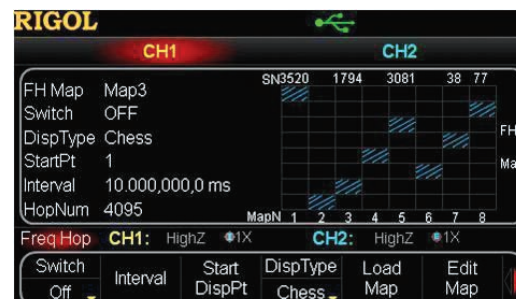 RIGOL
CH1 CH2
FH Map Map3
Switch OFF
DispType Chess
StartPt 1
Interval 10.000,000,0 ms
HopNum 4095
SN3520 1794 3081 38 77
FH
Ma
MapN 1 2 3 4 5 6 7 8
Freq Hop CH1: HighZ 1X CH2: HighZ 1X
Switch Off
Interval
Start DispPt
DispType Chess
Load Map
Edit Map